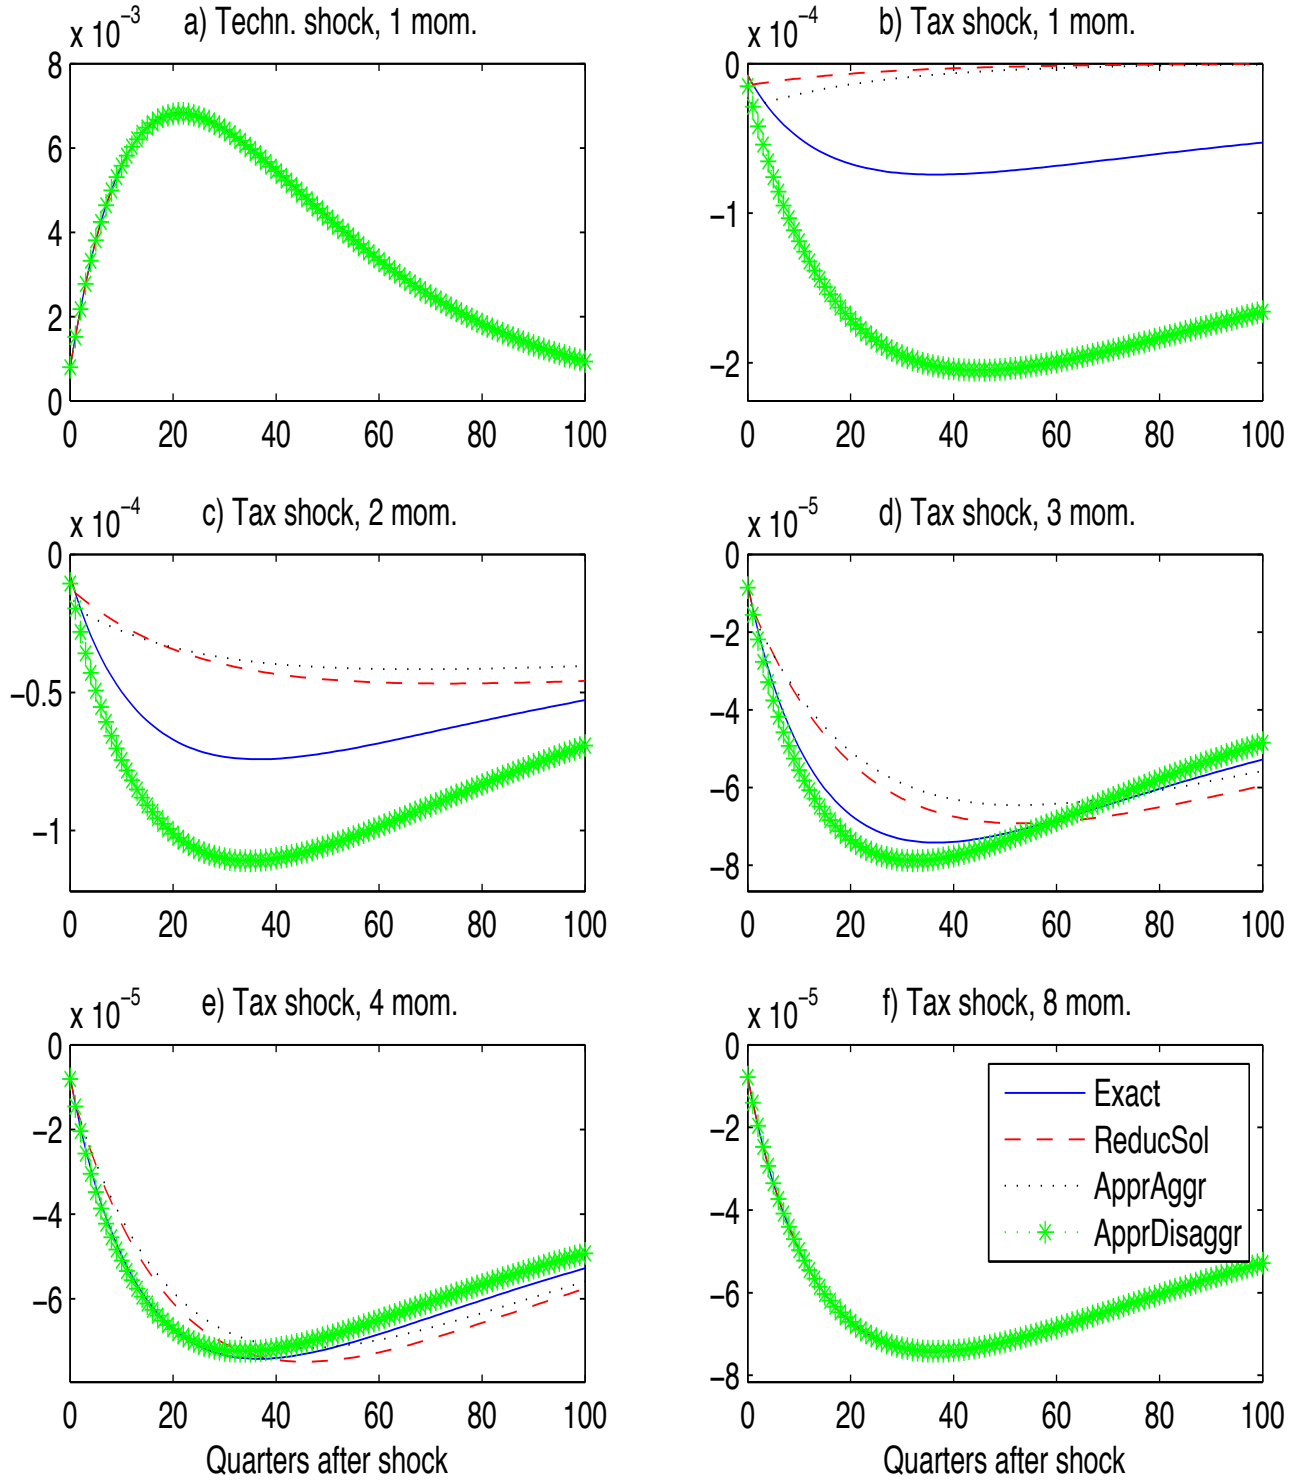 a) Techn. shock, 1 mom.
x 10^-3
8
6
4
2
0
0 20 40 60 80 100
b) Tax shock, 1 mom.
x 10^-4
0
−1
−2
0 20 40 60 80 100
c) Tax shock, 2 mom.
x 10^-4
0
−0.5
−1
0 20 40 60 80 100
d) Tax shock, 3 mom.
x 10^-5
0
−2
−4
−6
−8
0 20 40 60 80 100
e) Tax shock, 4 mom.
x 10^-5
0
−2
−4
−6
0 20 40 60 80 100
Quarters after shock
f) Tax shock, 8 mom.
x 10^-5
0
−2
−4
−6
−8
Exact
ReducSol
ApprAggr
ApprDisaggr
0 20 40 60 80 100
Quarters after shock